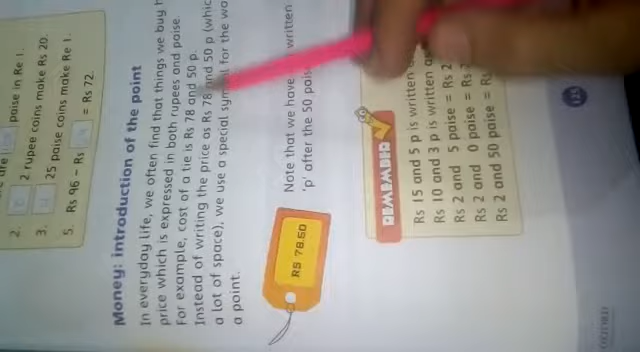 are paise in Re 1.
2. 2 rupee coins make Rs 20.
3. 25 paise coins make Re 1.
5. Rs 96 – Rs = Rs 72.
Money: introduction of the point
In everyday life, we often find that things we buy
price which is expressed in both rupees and paise.
For example, cost of a tie is Rs 78 and 50 p.
Instead of writing the price as Rs 78 and 50 p (which
a lot of space), we use a special symbol for the
a point.
RS 78.50
Note that we have written
'p' after the 50
REMEMBER
Rs 15 and 5 p is written
Rs 10 and 3 p is written
Rs 2 and 5 paise = Rs 2
Rs 2 and 0 paise = Rs
Rs 2 and 50 paise = Rs
125
OXFORD